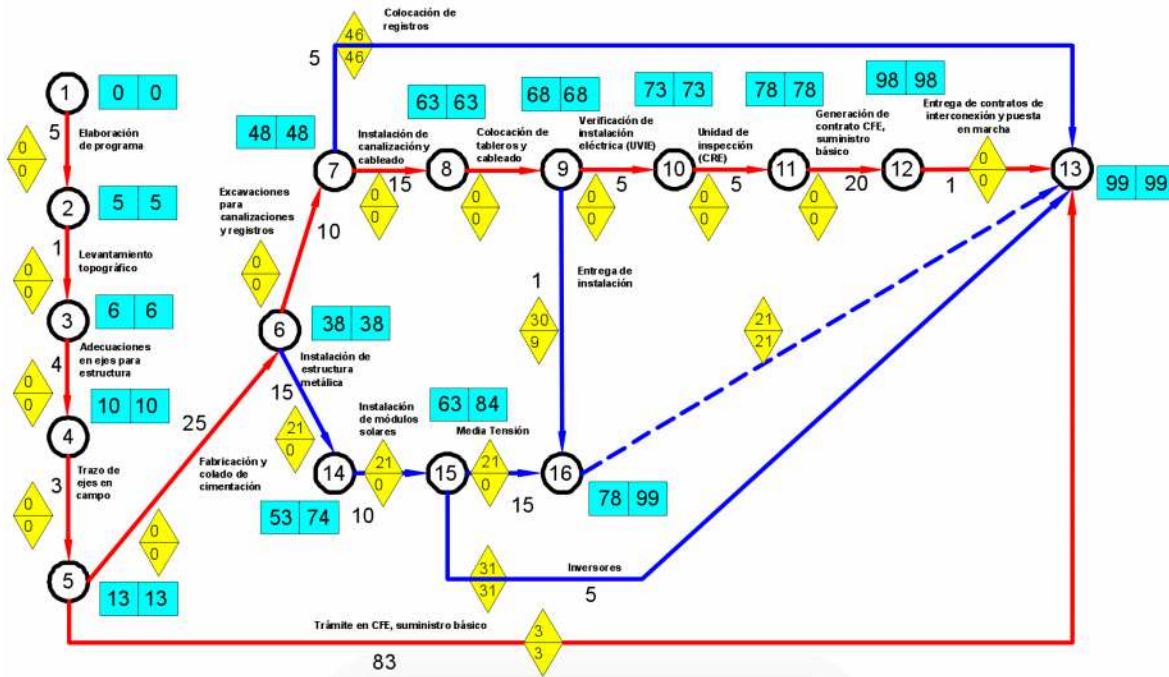 Colocación de
registros
46
46
5
1
0 0
5
Elaboración
de programa
0
0
2
5 5
1
Levantamiento
topográfico
0
0
3
6 6
4
Adecuaciones
en ejes para
estructura
0
0
4
10 10
3
Trazo de
ejes en
campo
0
0
5
13 13
25
Fabricación y
colado de
cimentación
0
0
6
38 38
Excavaciones
para
canalizaciones
y registros
10
0
0
7
48 48
Instalación de
canalización y
cableado
15
0
0
8
63 63
Colocación de
tableros y
cableado
0
0
9
68 68
Verificación de
instalación
eléctrica (UVIE)
5
0
0
10
73 73
Unidad de
inspección
(CRE)
5
0
0
11
78 78
Generación de
contrato CFE,
suministro
básico
20
0
0
12
98 98
Entrega de contratos de
interconexión y puesta
en marcha
1
0
0
13
99 99
Entrega de
instalación
1
30
9
21
21
Instalación de
estructura
metálica
15
21
0
14
53 74
Instalación
de módulos
solares
21
0
10
15
63 84
Media Tensión
21
0
15
16
78 99
31
31
Inversores
5
Trámite en CFE, suministro básico
3
3
83